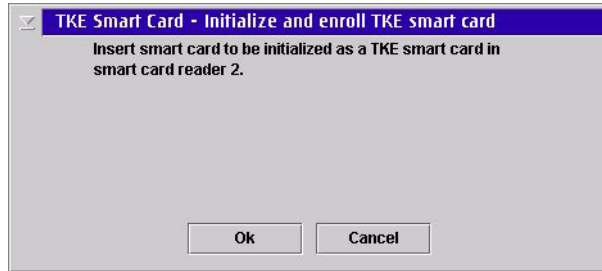 TKE Smart Card - Initialize and enroll TKE smart card
Insert smart card to be initialized as a TKE smart card in
smart card reader 2.
Ok Cancel